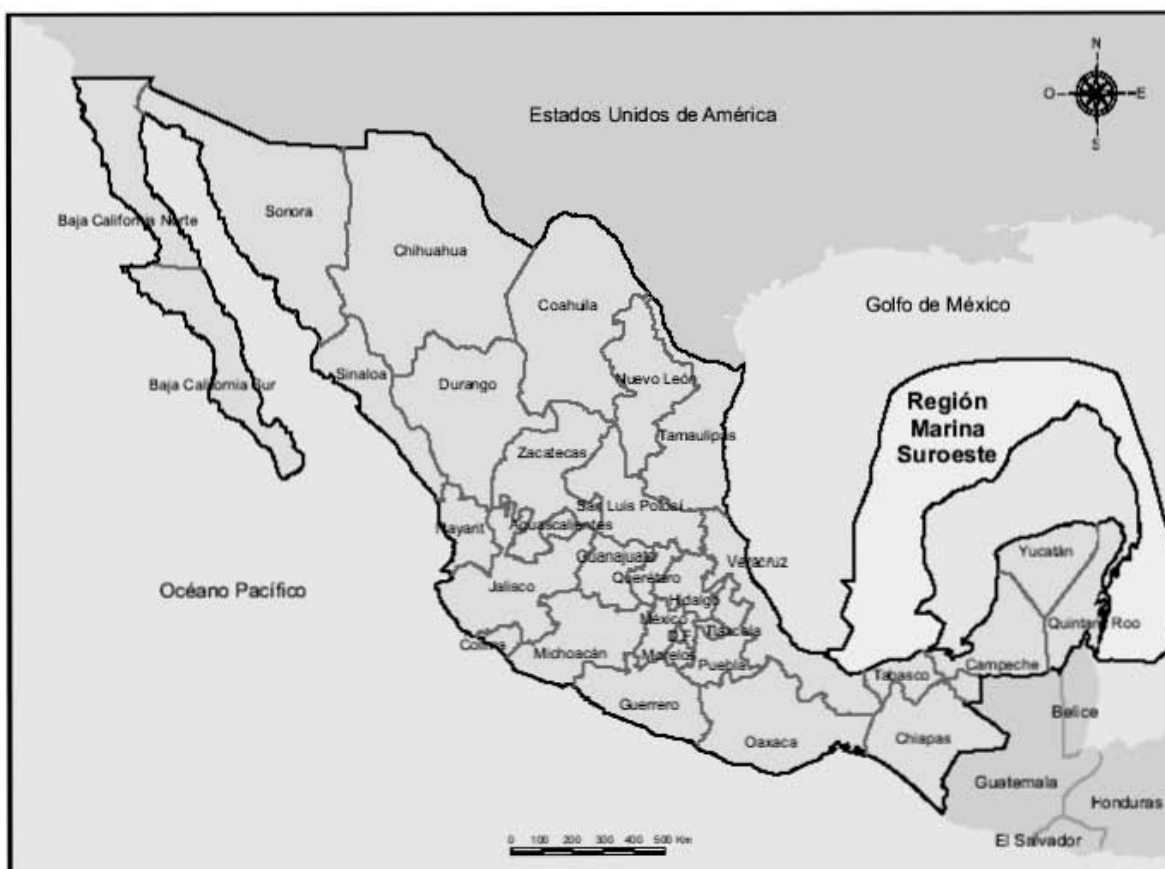 N
O E
S
Estados Unidos de América
Baja California Norte
Sonora
Chihuahua
Coahuila
Golfo de México
Baja California Sur
Sinaloa
Durango
Nuevo León
Región
Marina
Suroeste
Tamaulipas
Zacatecas
San Luis Potosí
Nayarit
Aguascalientes
Guanajuato
Veracruz
Yucatán
Querétaro
Jalisco
Océano Pacífico
Hidalgo
México
Quintana Roo
D.F.
Tlaxcala
Colima
Michoacán
Morelos
Puebla
Campeche
Tabasco
Guerrero
Belice
Oaxaca
Chiapas
Guatemala
Honduras
El Salvador
0 100 200 300 400 500 Km